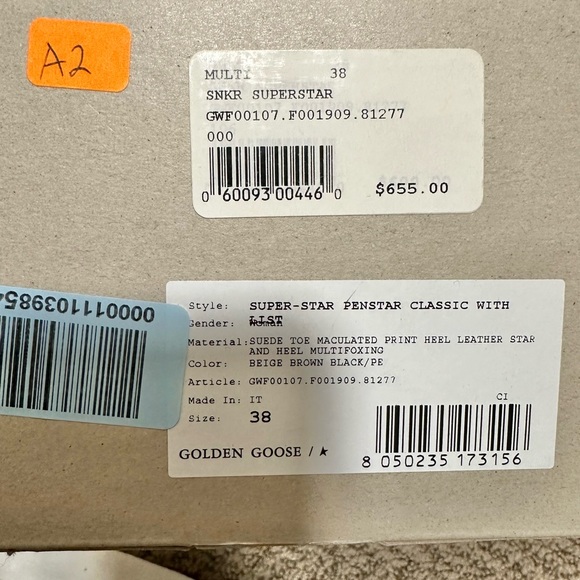 A2
MULTI 38
SNKR SUPERSTAR
GWF00107.F001909.81277
000
0 60093 00446 0
$655.00
Style: SUPER-STAR PENSTAR CLASSIC WITH
LIST
Gender: Woman
Material: SUEDE TOE MACULATED PRINT HEEL LEATHER STAR
AND HEEL MULTIFOXING
Color: BEIGE BROWN BLACK/PE
Article: GWF00107.F001909.81277
Made In: IT
CI
Size: 38
GOLDEN GOOSE / ★
8 050235 173156